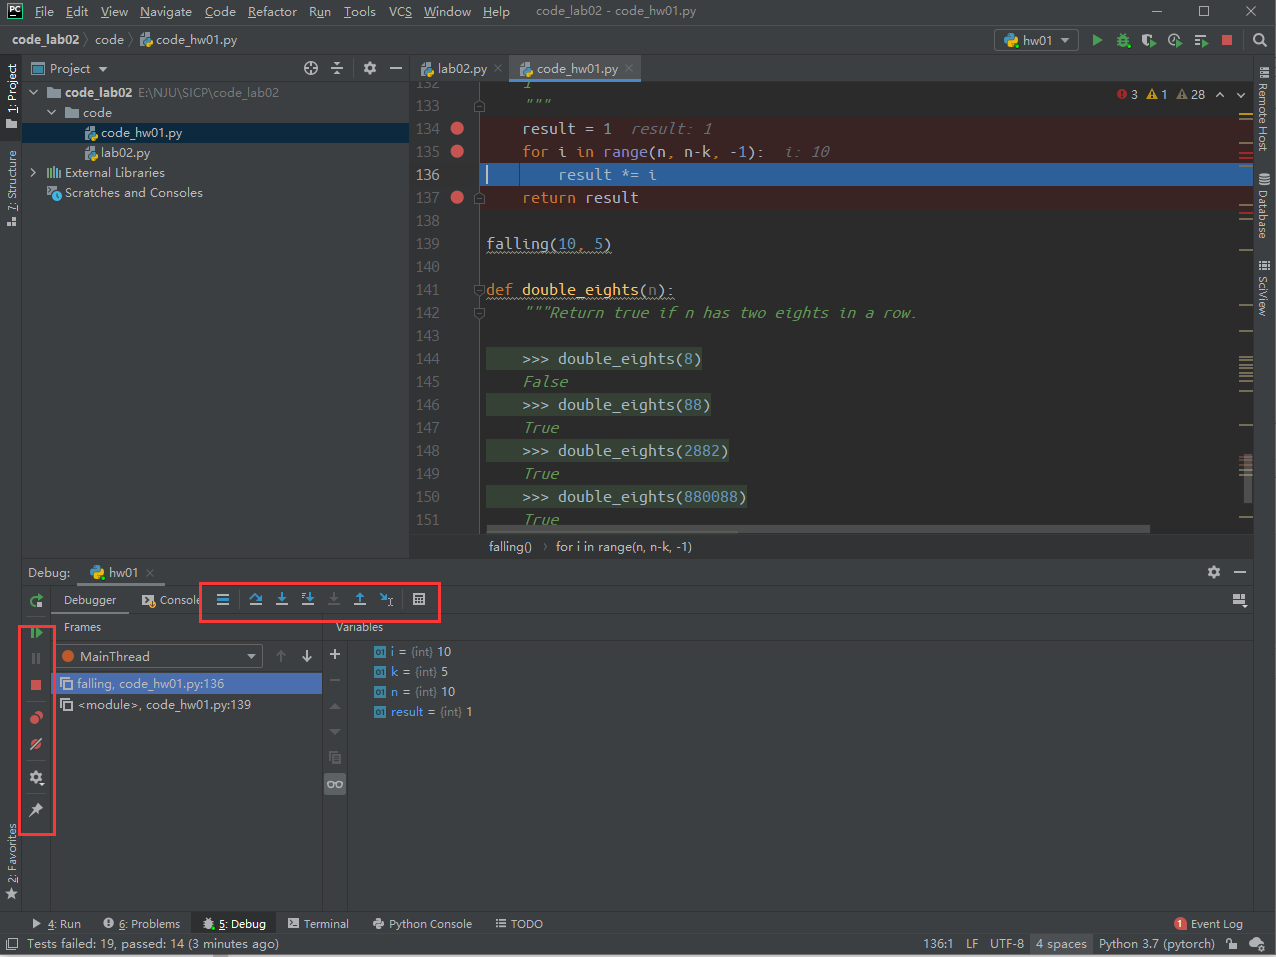 PC File Edit View Navigate Code Refactor Run Tools VCS Window Help code_lab02 - code_hw01.py
code_lab02 code code_hw01.py hw01
1: Project
7: Structure
2: Favorites
Project
code_lab02 E:\NJU\SICP\code_lab02
code
code_hw01.py
lab02.py
External Libraries
Scratches and Consoles
lab02.py code_hw01.py
3 1 28
132
133 """
134 result = 1 result: 1
135 for i in range(n, n-k, -1): i: 10
136 result *= i
137 return result
138
139 falling(10, 5)
140
141 def double_eights(n):
142 """Return true if n has two eights in a row.
143
144 >>> double_eights(8)
145 False
146 >>> double_eights(88)
147 True
148 >>> double_eights(2882)
149 True
150 >>> double_eights(880088)
151 True
falling() for i in range(n, n-k, -1)
Remote Host
Database
SciView
Debug: hw01
Debugger Console
Frames
Variables
MainThread
falling, code_hw01.py:136
<module>, code_hw01.py:139
01 i = {int} 10
01 k = {int} 5
01 n = {int} 10
01 result = {int} 1
4: Run 6: Problems 5: Debug Terminal Python Console TODO 1 Event Log
Tests failed: 19, passed: 14 (3 minutes ago) 136:1 LF UTF-8 4 spaces Python 3.7 (pytorch)